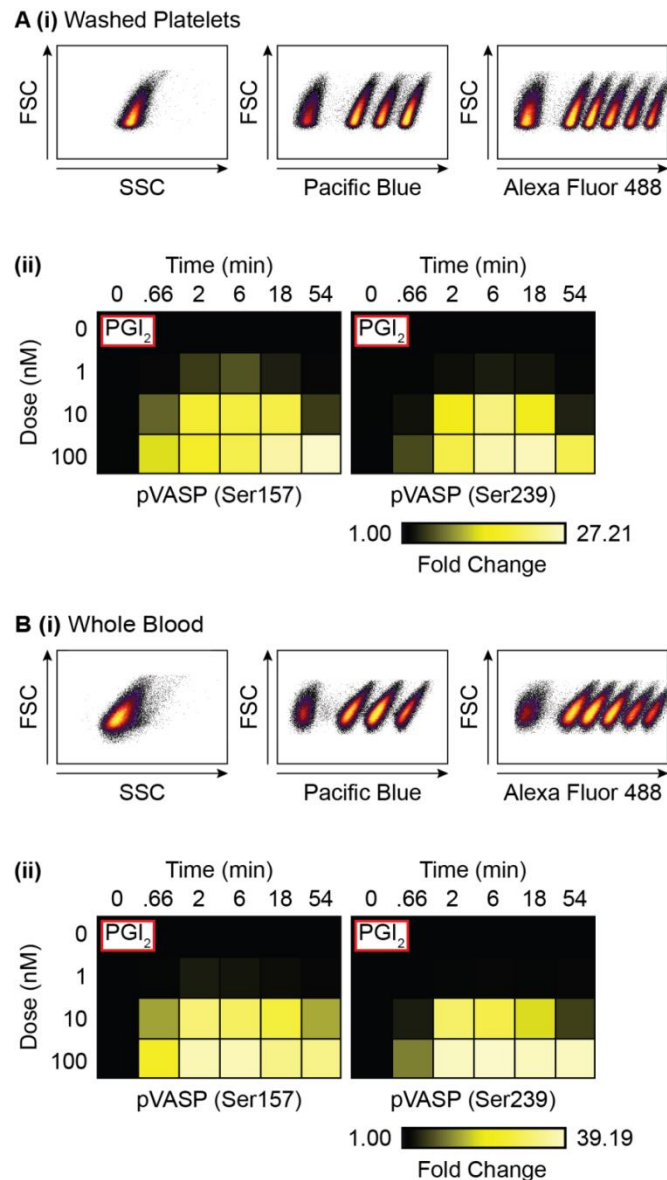 A (i) Washed Platelets
FSC
FSC
FSC
SSC
Pacific Blue
Alexa Fluor 488
(ii)
Time (min)
Time (min)
0 .66 2 6 18 54
0 .66 2 6 18 54
Dose (nM)
0
1
10
100
PGI₂
PGI₂
pVASP (Ser157)
pVASP (Ser239)
1.00
27.21
Fold Change
B (i) Whole Blood
FSC
FSC
FSC
SSC
Pacific Blue
Alexa Fluor 488
(ii)
Time (min)
Time (min)
0 .66 2 6 18 54
0 .66 2 6 18 54
Dose (nM)
0
1
10
100
PGI₂
PGI₂
pVASP (Ser157)
pVASP (Ser239)
1.00
39.19
Fold Change